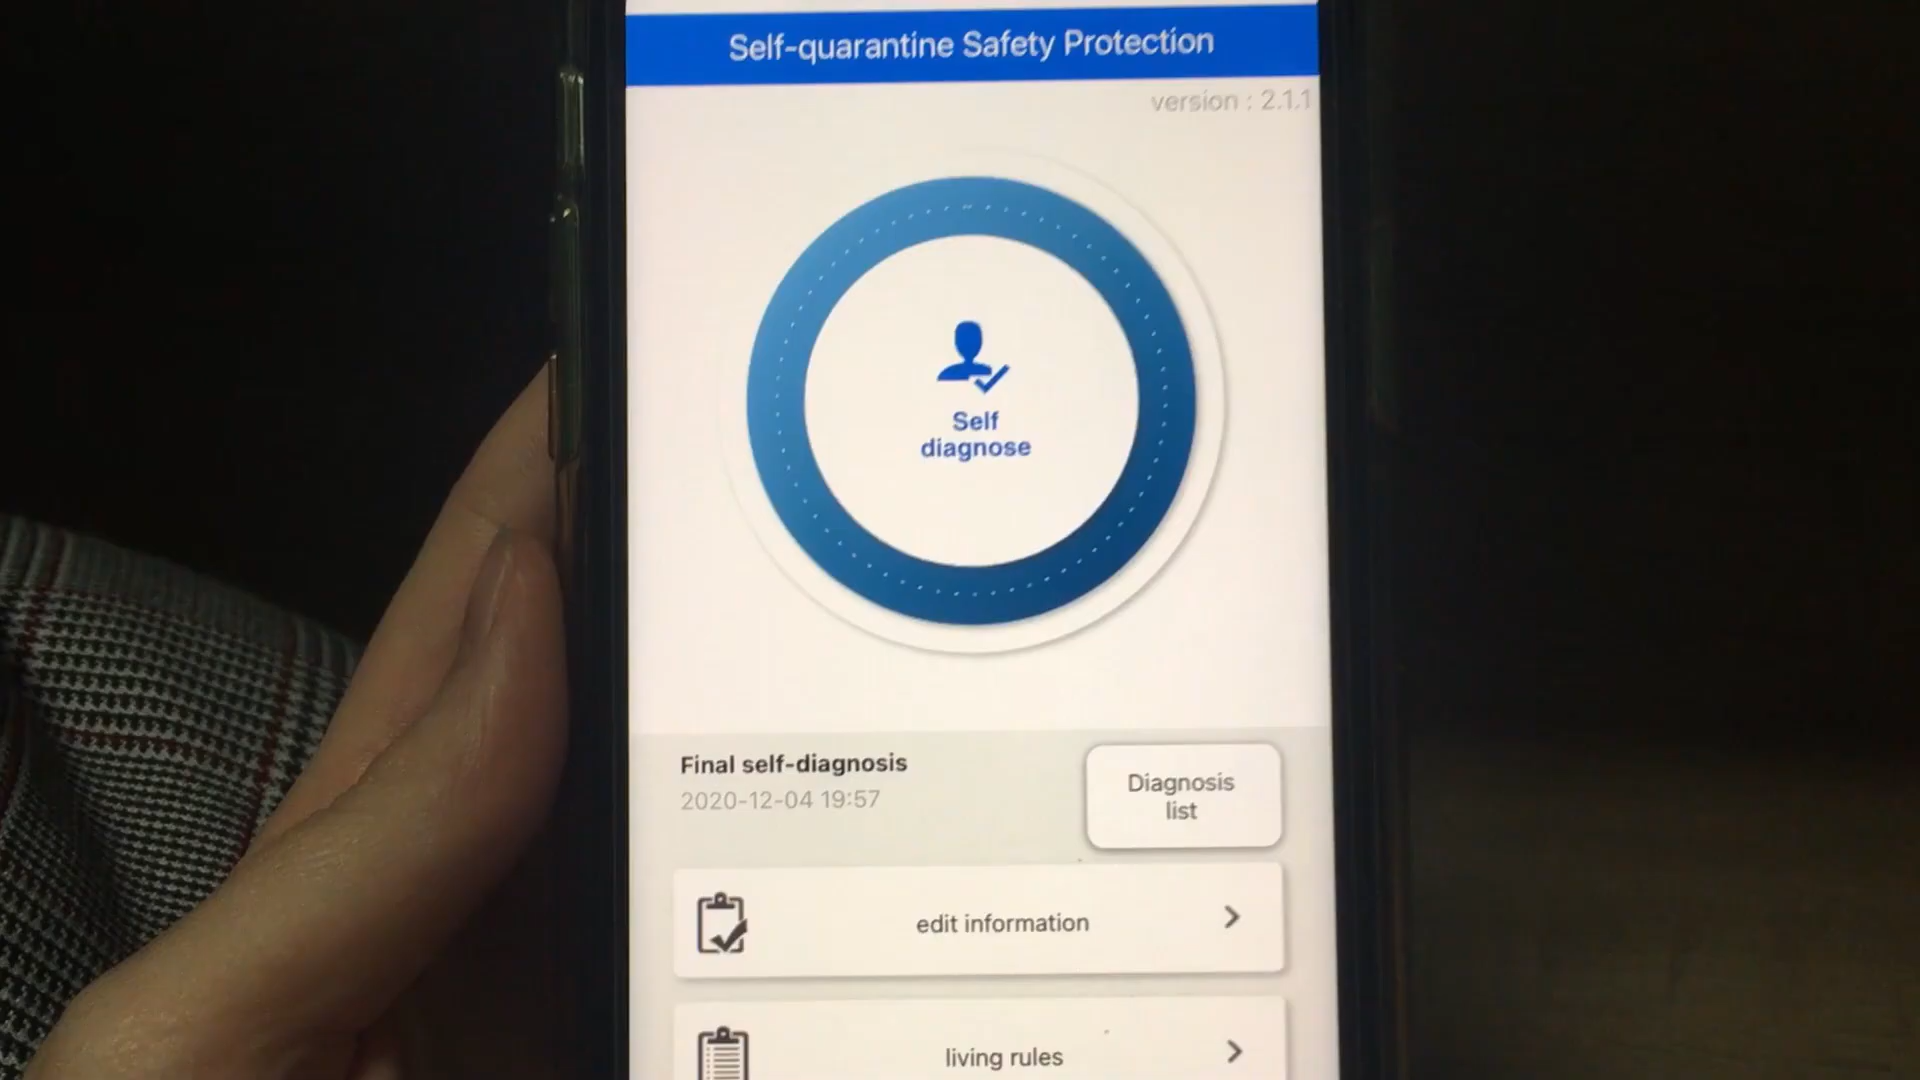 Self-quarantine Safety Protection
version : 2.1.1
Self
diagnose
Final self-diagnosis
2020-12-04 19:57
Diagnosis
list
edit information
living rules